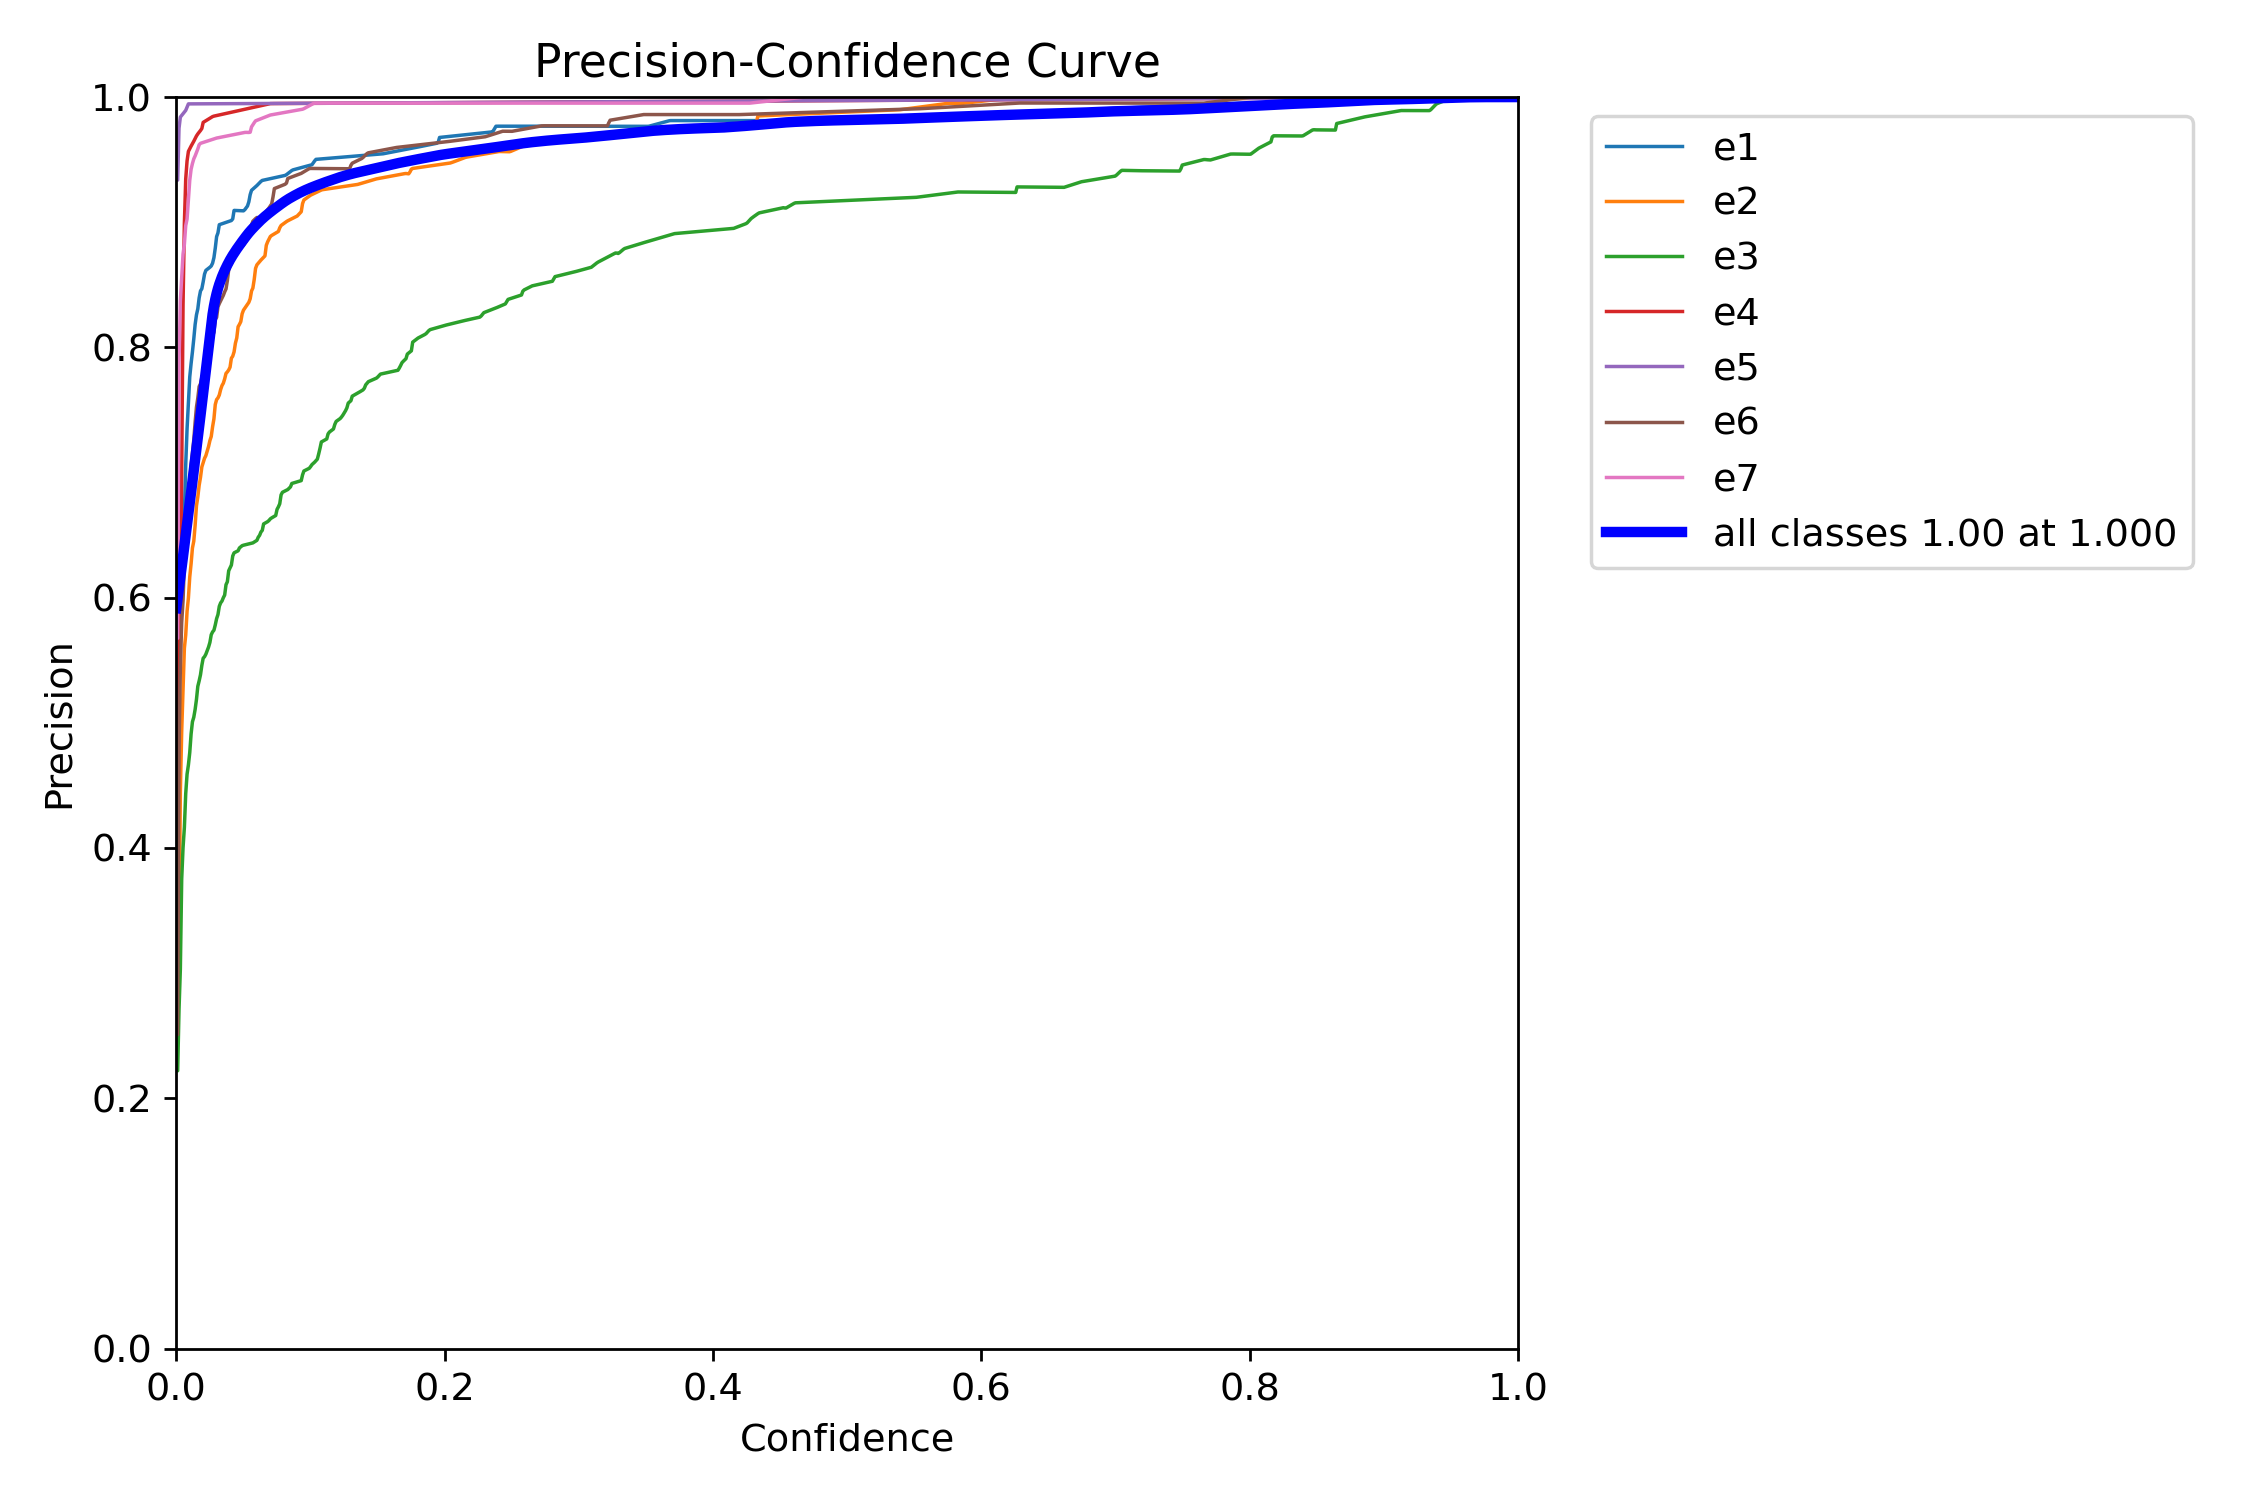 Precision-Confidence Curve
1.0
0.8
0.6
0.4
0.2
0.0
Precision
0.0 0.2 0.4 0.6 0.8 1.0
Confidence
e1
e2
e3
e4
e5
e6
e7
all classes 1.00 at 1.000